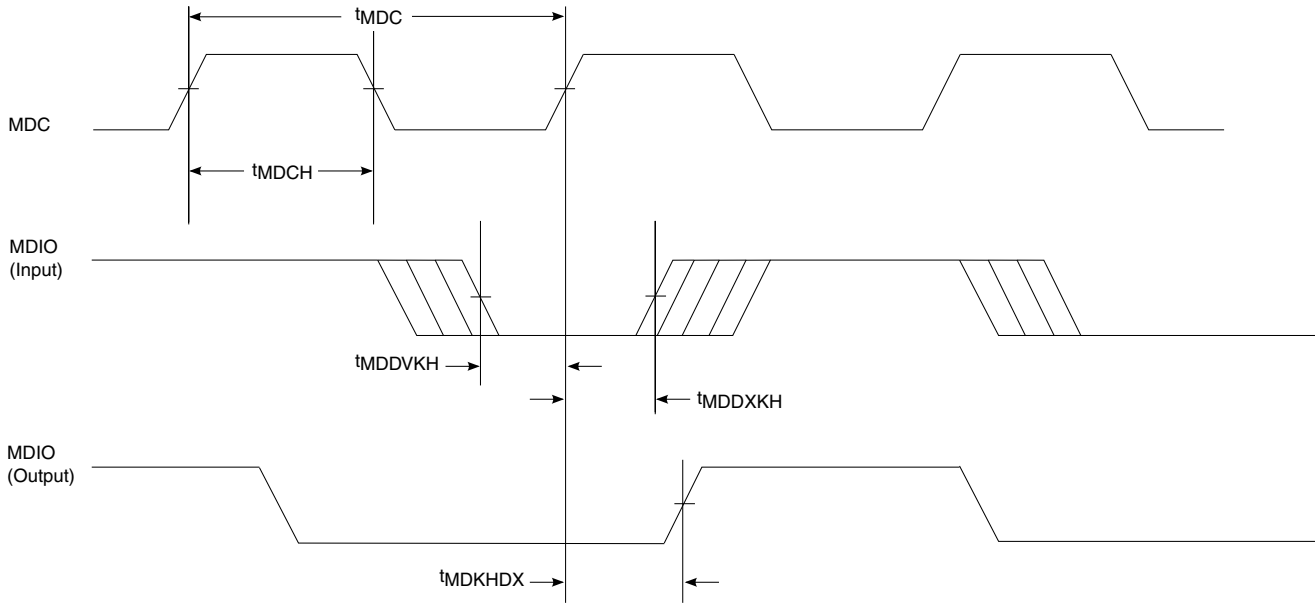 tMDC
MDC
tMDCH
MDIO
(Input)
tMDDVKH
tMDDXKH
MDIO
(Output)
tMDKHDX